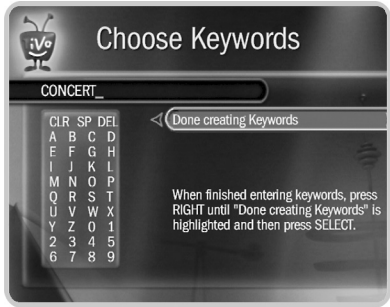 TiVo
Choose Keywords
CONCERT_
CLR SP DEL
A B C D
E F G H
I J K L
M N O P
Q R S T
U V W X
Y Z 0 1
2 3 4 5
6 7 8 9
Done creating Keywords
When finished entering keywords, press
RIGHT until "Done creating Keywords" is
highlighted and then press SELECT.